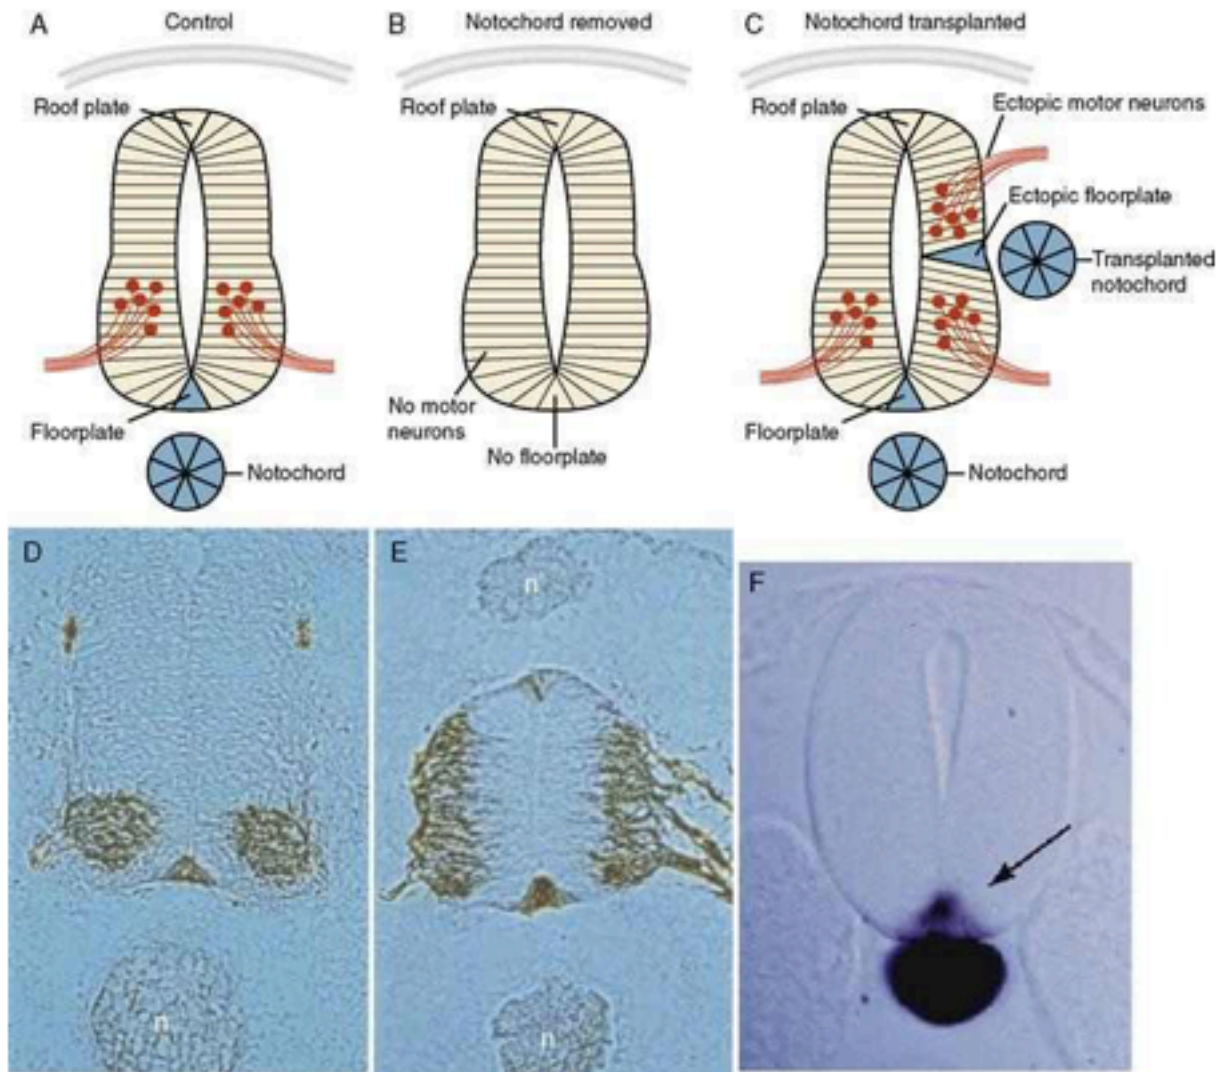 A Control
B Notochord removed
C Notochord transplanted
Roof plate
Floorplate
Notochord
Roof plate
No motor
neurons
No floorplate
Roof plate
Ectopic motor neurons
Ectopic floorplate
Transplanted
notochord
Floorplate
Notochord
D
n
E
n
n
F